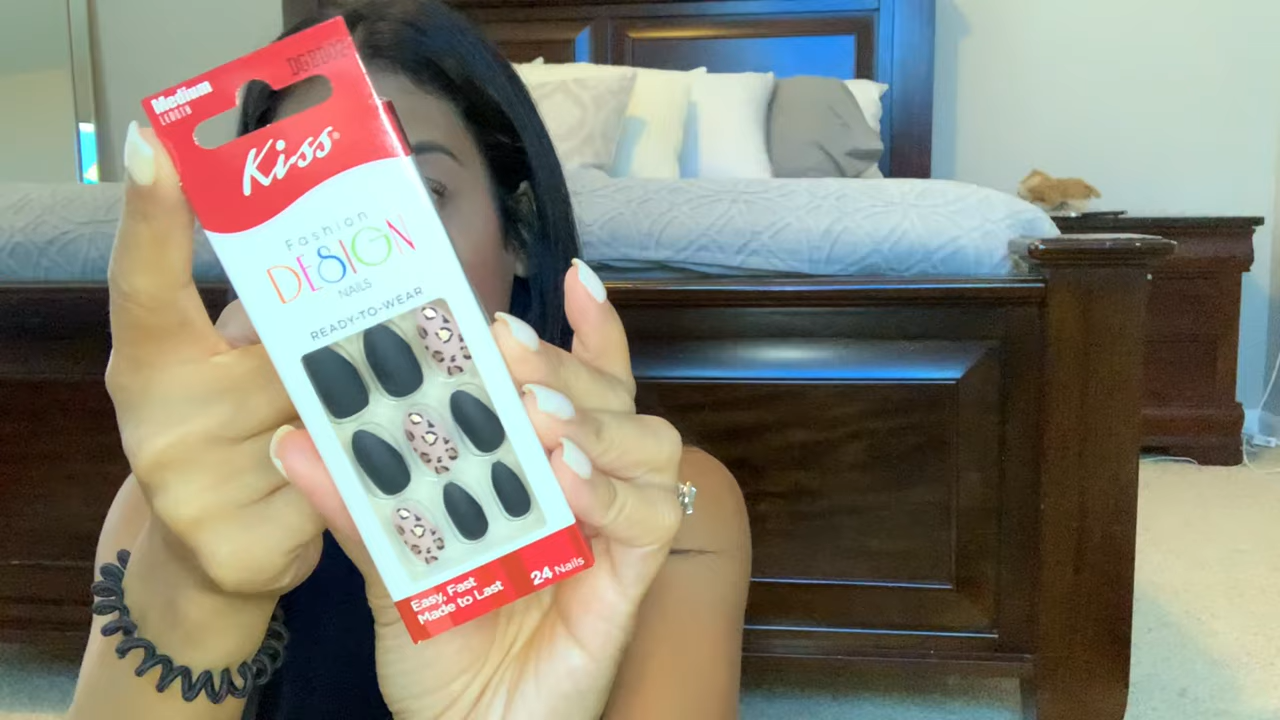 Medium
LENGTH
Kiss®
Fashion
DESIGN
NAILS
READY-TO-WEAR
Easy, Fast
Made to Last
24 Nails